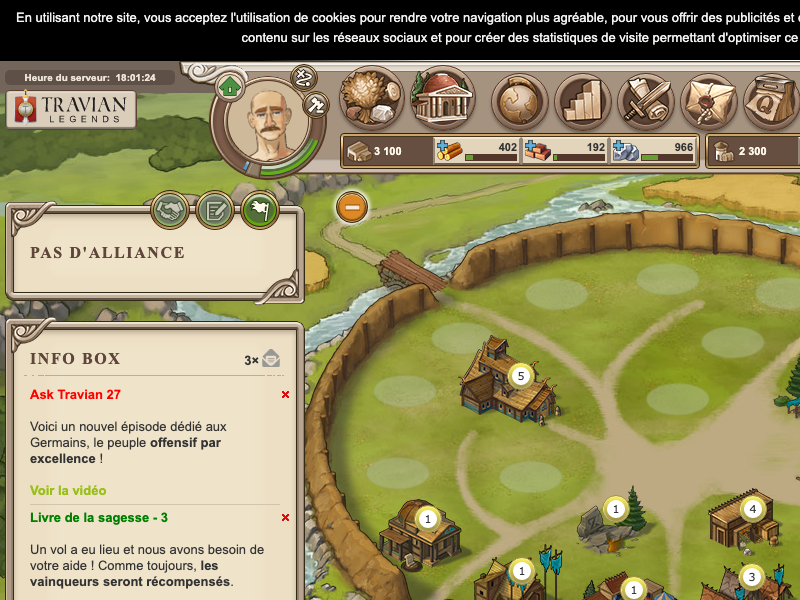 En utilisant notre site, vous acceptez l'utilisation de cookies pour rendre votre navigation plus agréable, pour vous offrir des publicités et
contenu sur les réseaux sociaux et pour créer des statistiques de visite permettant d'optimiser ce
Heure du serveur: 18:01:24
TRAVIAN
LEGENDS
Q
3 100
402
192
966
2 300
PAS D'ALLIANCE
INFO BOX
3×
Ask Travian 27
Voici un nouvel épisode dédié aux
Germains, le peuple offensif par
excellence !
Voir la vidéo
Livre de la sagesse - 3
Un vol a eu lieu et nous avons besoin de
votre aide ! Comme toujours, les
vainqueurs seront récompensés.
5
1
1
4
1
1
3